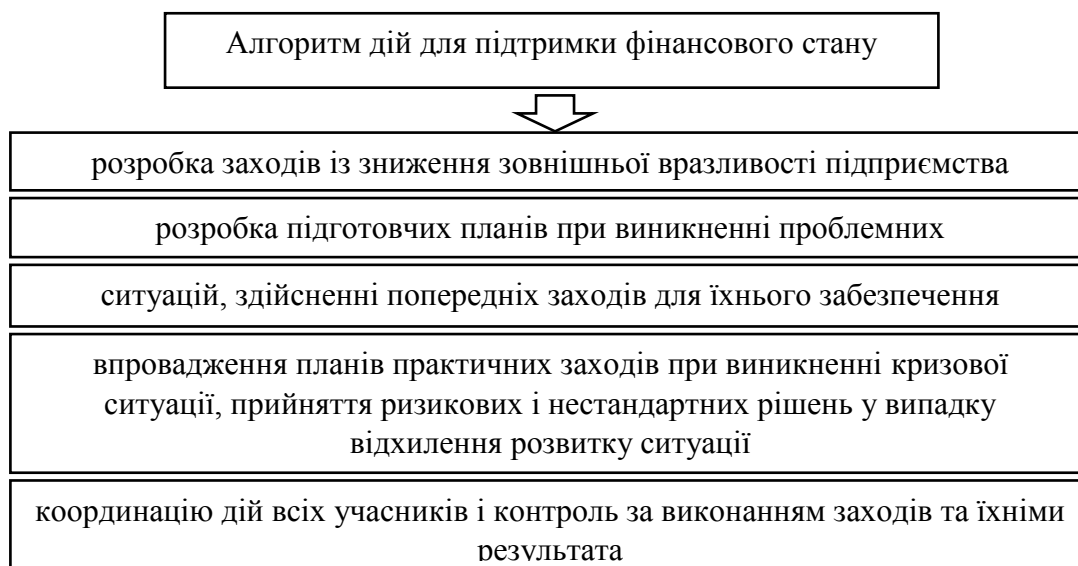 Алгоритм дій для підтримки фінансового стану
розробка заходів із зниження зовнішньої вразливості підприємства
розробка підготовчих планів при виникненні проблемних
ситуацій, здійсненні попередніх заходів для їхнього забезпечення
впровадження планів практичних заходів при виникненні кризової
ситуації, прийняття ризикових і нестандартних рішень у випадку
відхилення розвитку ситуації
координацію дій всіх учасників і контроль за виконанням заходів та їхніми
результата